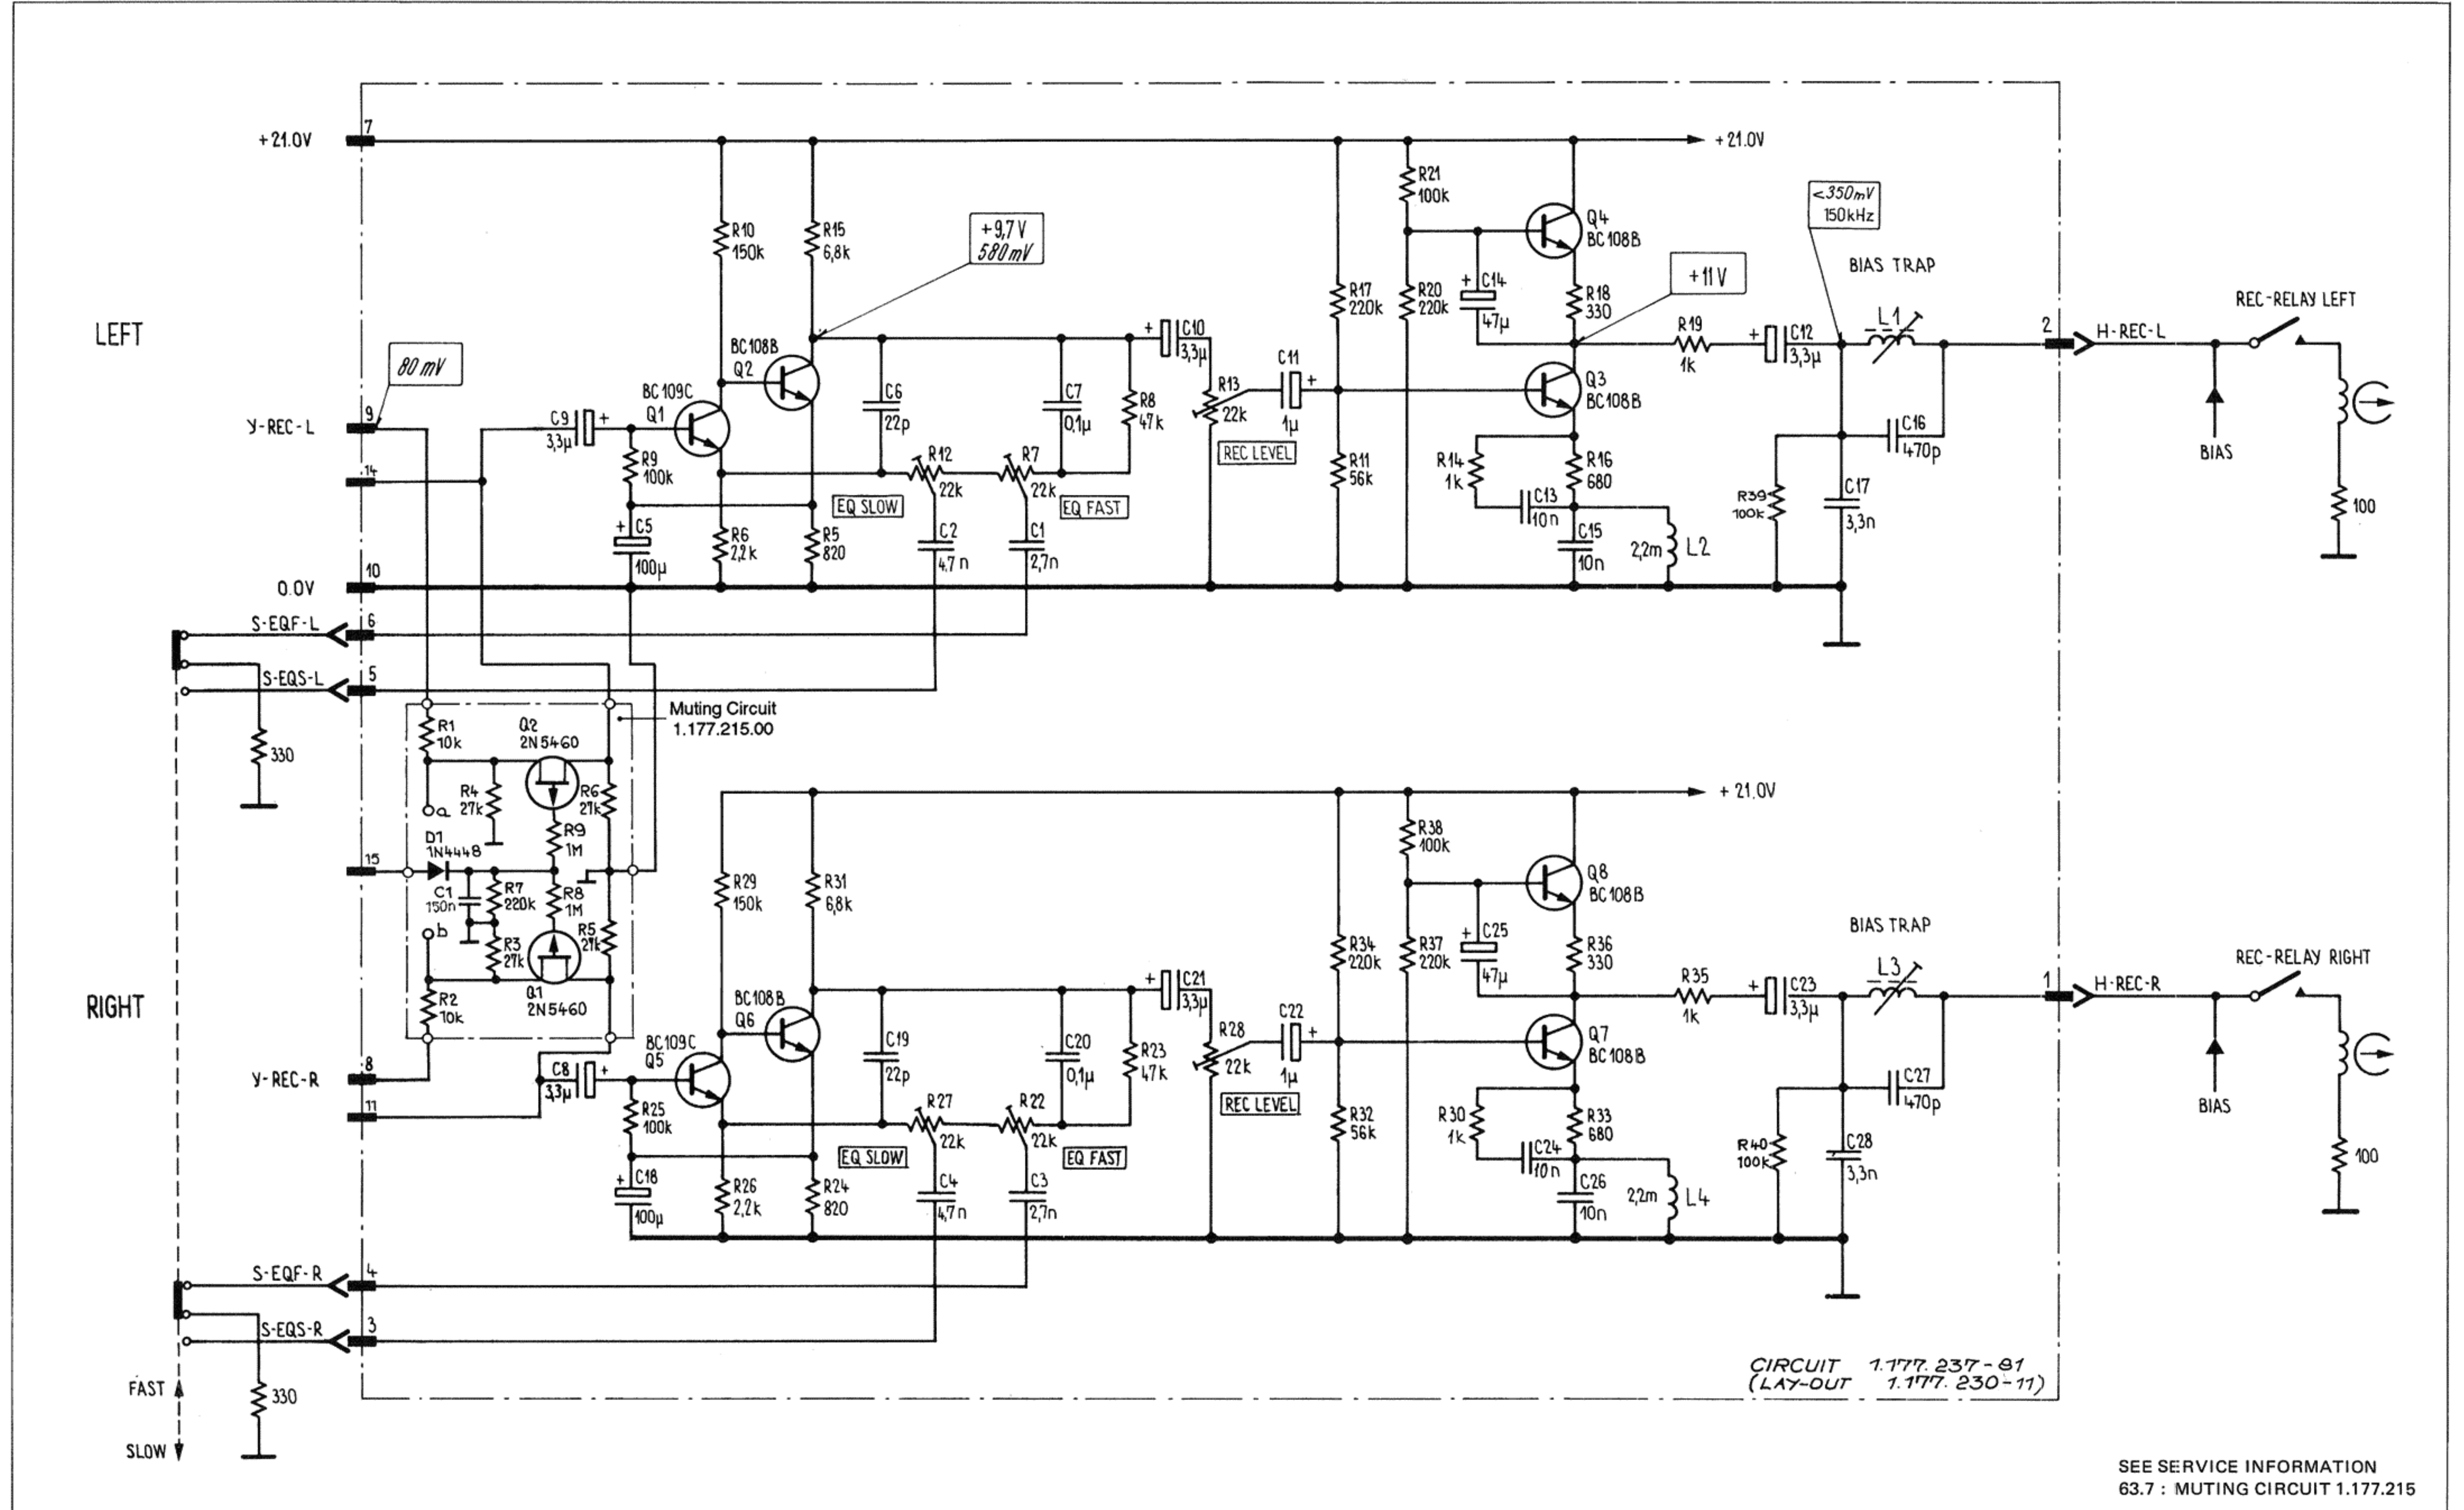 +21.0V
7
+21.0V
R10
150k
R15
6,8k
+9,7V
580mV
R21
100k
Q4
BC108B
<350mV
150kHz
BIAS TRAP
+11V
R17
220k
R20
220k
+ C14
47µ
R18
330
LEFT
80mV
BC108B
Q2
BC109C
Q1
+ C10
3,3µ
R19
1k
+ C12
3,3µ
L1
2
H-REC-L
REC-RELAY LEFT
Y-REC-L
9
14
C9
3,3µ
+
R9
100k
C6
22p
C7
0,1µ
R8
47k
R13
22k
REC LEVEL
C11
+
1µ
Q3
BC108B
C16
470p
BIAS
R12
22k
R7
22k
EQ SLOW
EQ FAST
R11
56k
R14
1k
R16
680
C13
10n
R39
100k
C17
3,3n
100
+ C5
100µ
R6
2,2k
R5
820
C2
4,7n
C1
2,7n
C15
10n
2,2m
L2
0.0V
10
S-EQF-L
6
S-EQS-L
5
330
Muting Circuit
1.177.215.00
R1
10k
Q2
2N5460
R4
27k
R6
27k
a
R9
1M
D1
1N4448
15
C1
150n
R7
220k
R8
1M
b
R3
27k
R5
27k
R2
10k
Q1
2N5460
+21.0V
R38
100k
Q8
BC108B
R29
150k
R31
6,8k
BIAS TRAP
R34
220k
R37
220k
+ C25
47µ
R36
330
RIGHT
BC108B
Q6
BC109C
Q5
+ C21
3,3µ
R35
1k
+ C23
3,3µ
L3
1
H-REC-R
REC-RELAY RIGHT
Y-REC-R
8
11
C8
3,3µ
+
R25
100k
C19
22p
C20
0,1µ
R23
47k
R28
22k
REC LEVEL
C22
+
1µ
Q7
BC108B
C27
470p
BIAS
R27
22k
R22
22k
EQ SLOW
EQ FAST
R32
56k
R30
1k
R33
680
C24
10n
R40
100k
C28
3,3n
100
+ C18
100µ
R26
2,2k
R24
820
C4
4,7n
C3
2,7n
C26
10n
2,2m
L4
S-EQF-R
4
S-EQS-R
3
FAST
SLOW
330
CIRCUIT 1.177.237-81
(LAY-OUT 1.177.230-11)
SEE SERVICE INFORMATION
63.7 : MUTING CIRCUIT 1.177.215